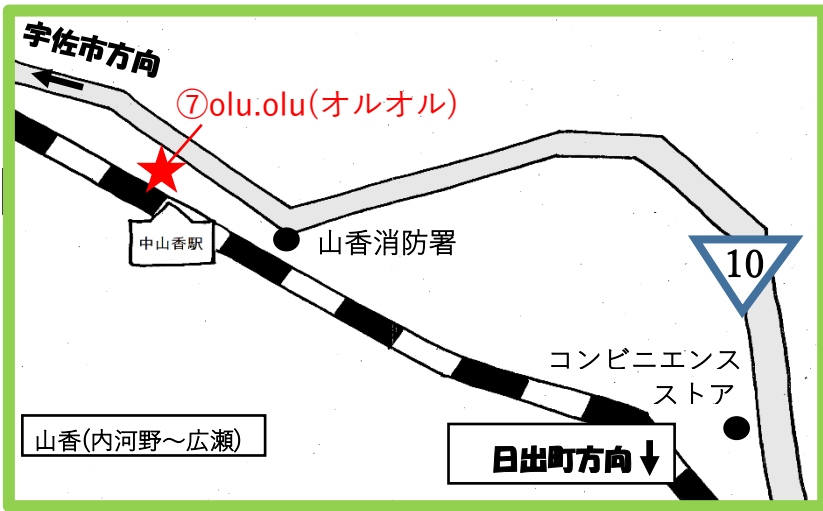 宇佐市方向
⑦olu.olu(オルオル)
中山香駅
山香消防署
10
コンビニエンス
ストア
山香(内河野～広瀬)
日出町方向